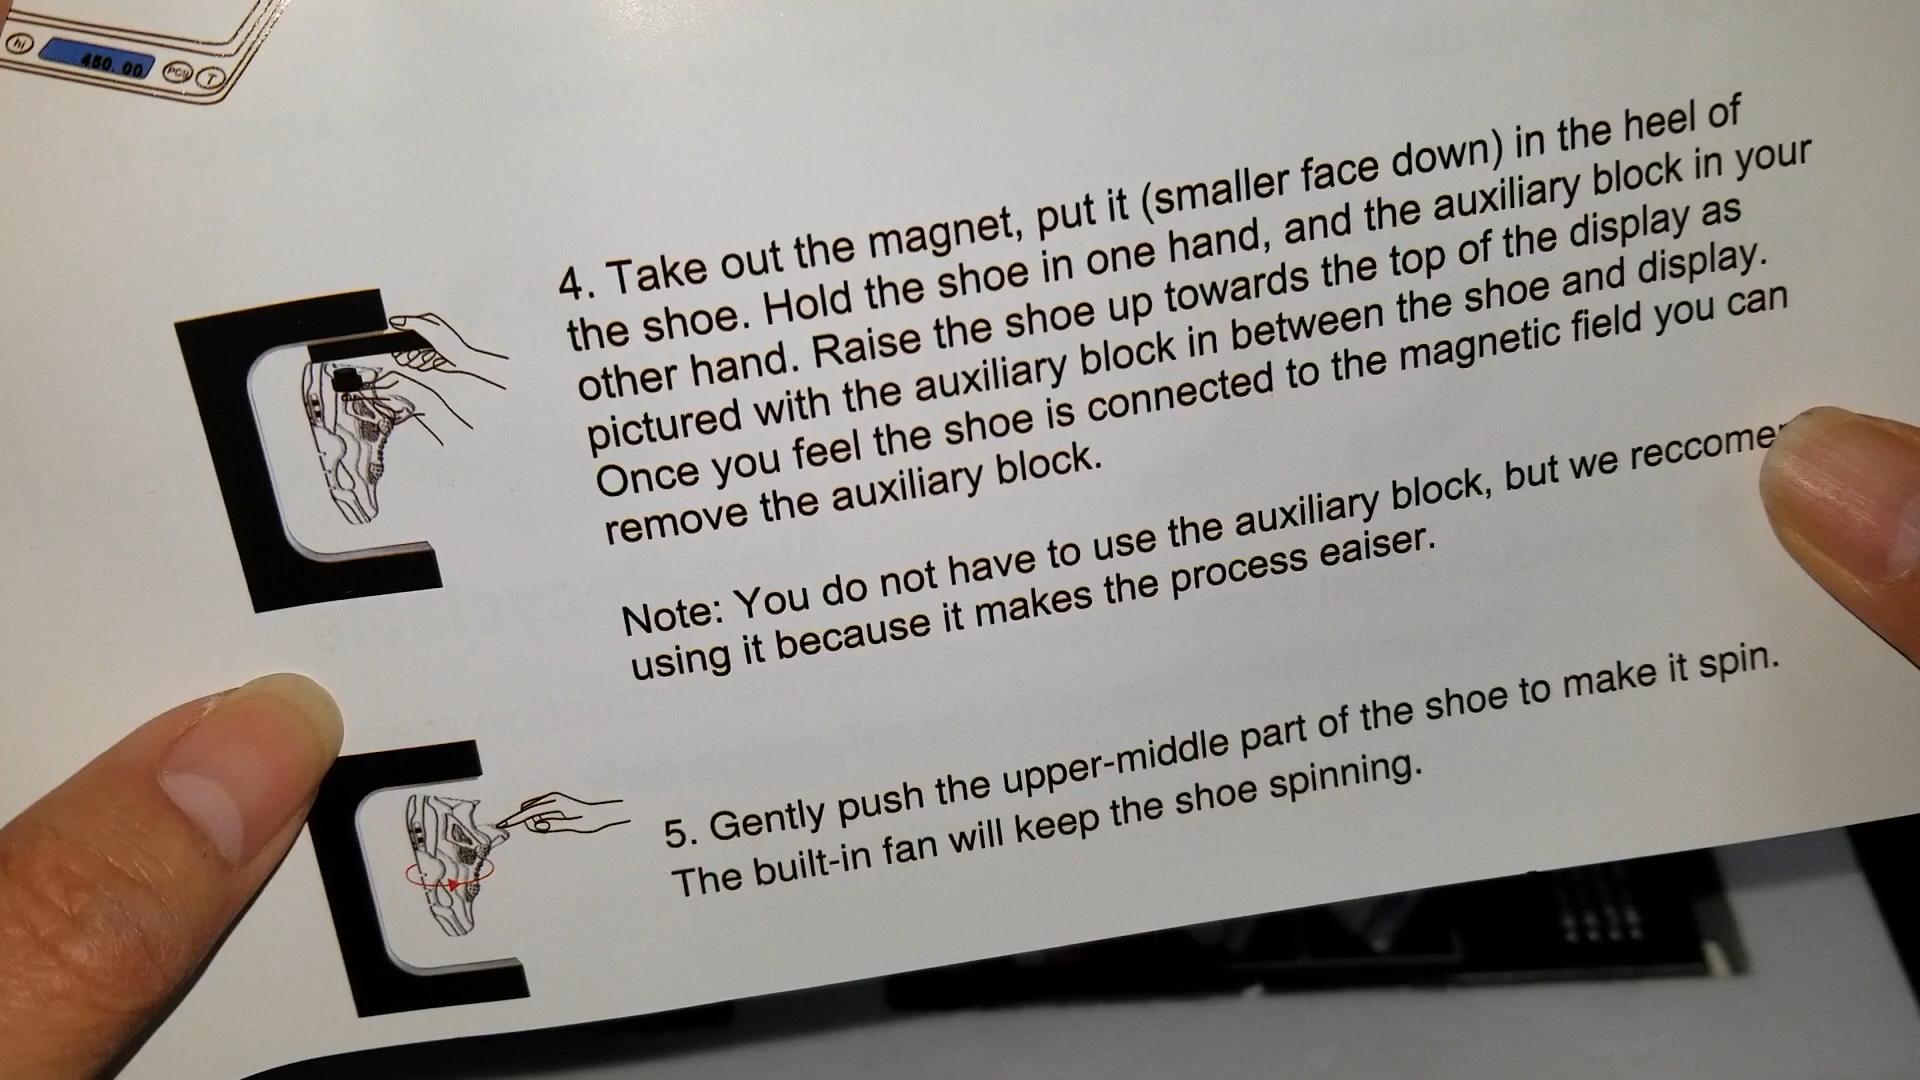 hi 450.00 PCS T
4. Take out the magnet, put it (smaller face down) in the heel of
the shoe. Hold the shoe in one hand, and the auxiliary block in your
other hand. Raise the shoe up towards the top of the display as
pictured with the auxiliary block in between the shoe and display.
Once you feel the shoe is connected to the magnetic field you can
remove the auxiliary block.
Note: You do not have to use the auxiliary block, but we
using it because it makes the process eaiser.
5. Gently push the upper-middle part of the shoe to make it spin.
The built-in fan will keep the shoe spinning.